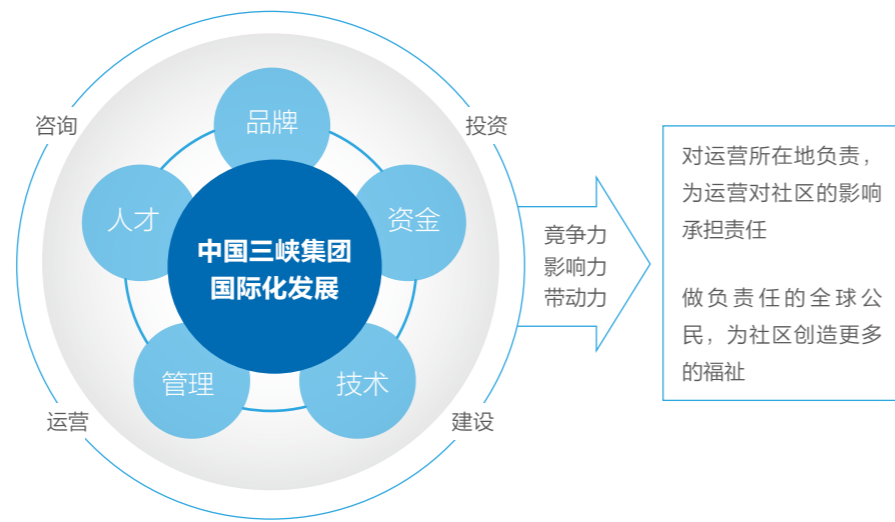 咨询
投资
运营
建设
品牌
人才
资金
管理
技术
中国三峡集团
国际化发展
竟争力
影响力
带动力
对运营所在地负责，
为运营对社区的影响
承担责任
做负责任的全球公
民，为社区创造更多
的福祉